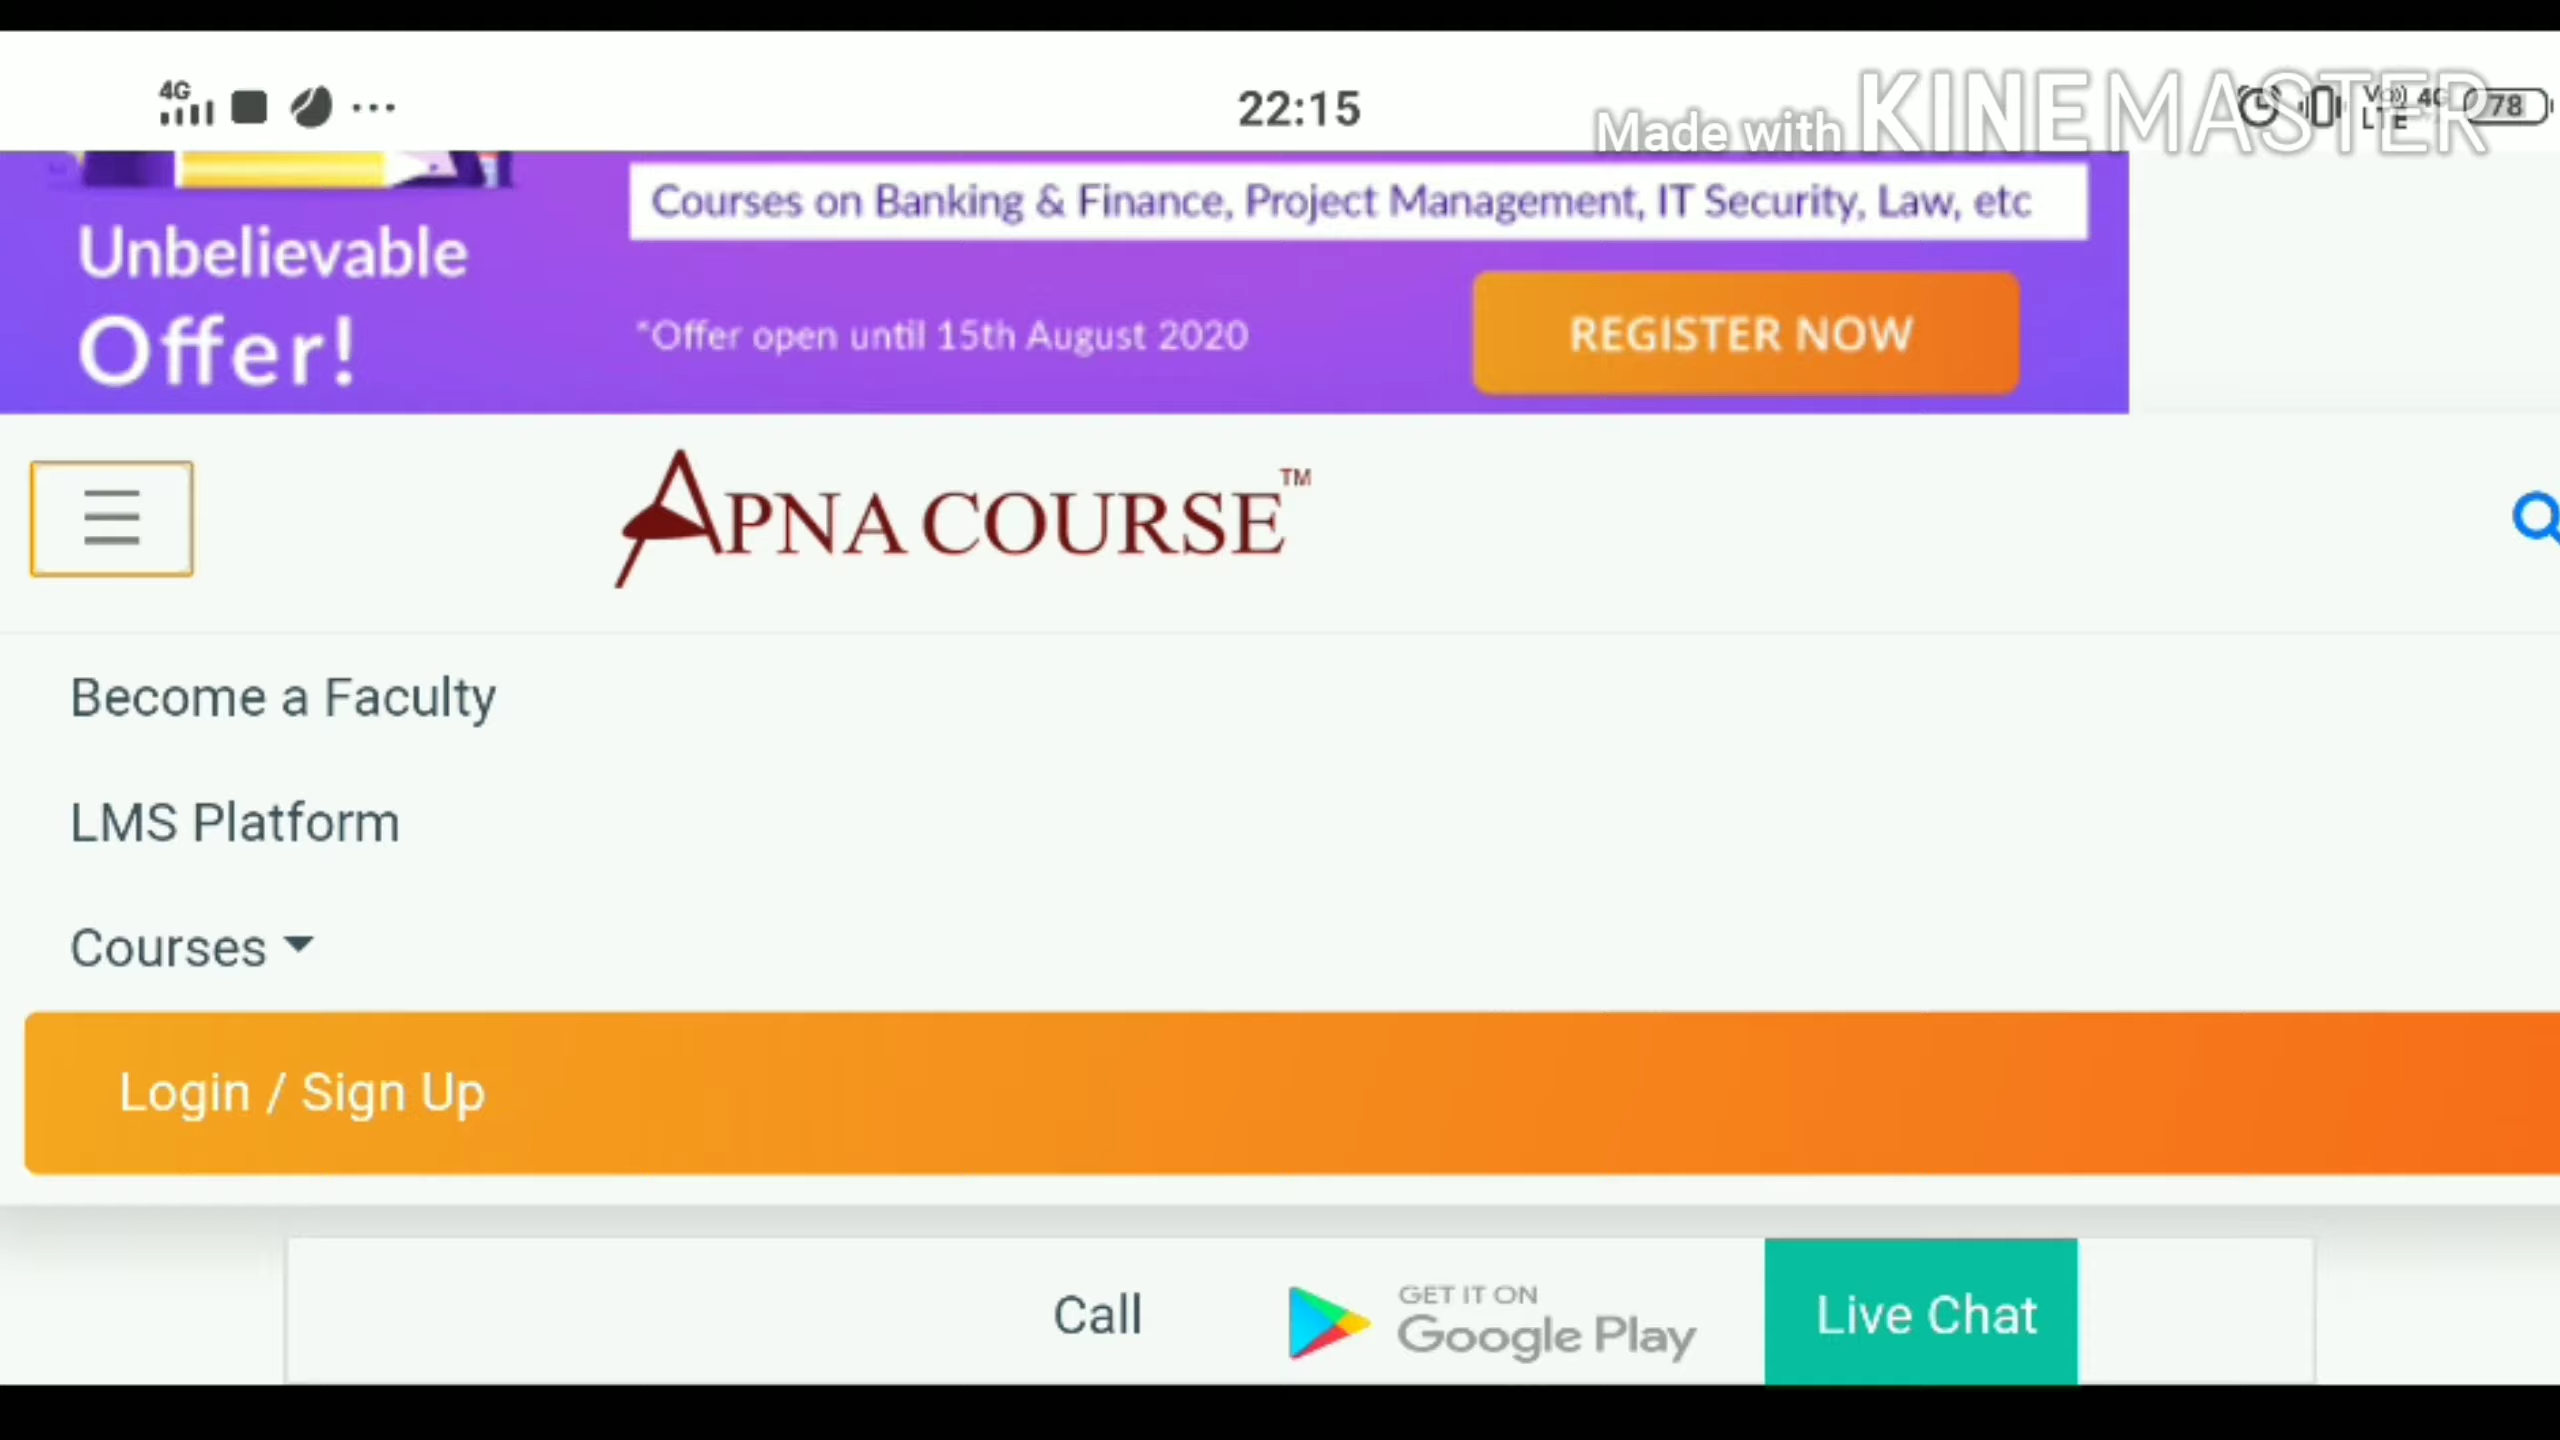 4G
22:15
Made with KINEMASTER
VoLTE 4G 78
Courses on Banking & Finance, Project Management, IT Security, Law, etc
Unbelievable
Offer!
*Offer open until 15th August 2020
REGISTER NOW
APNA COURSE™
Become a Faculty
LMS Platform
Courses
Login / Sign Up
Call
GET IT ON
Google Play
Live Chat